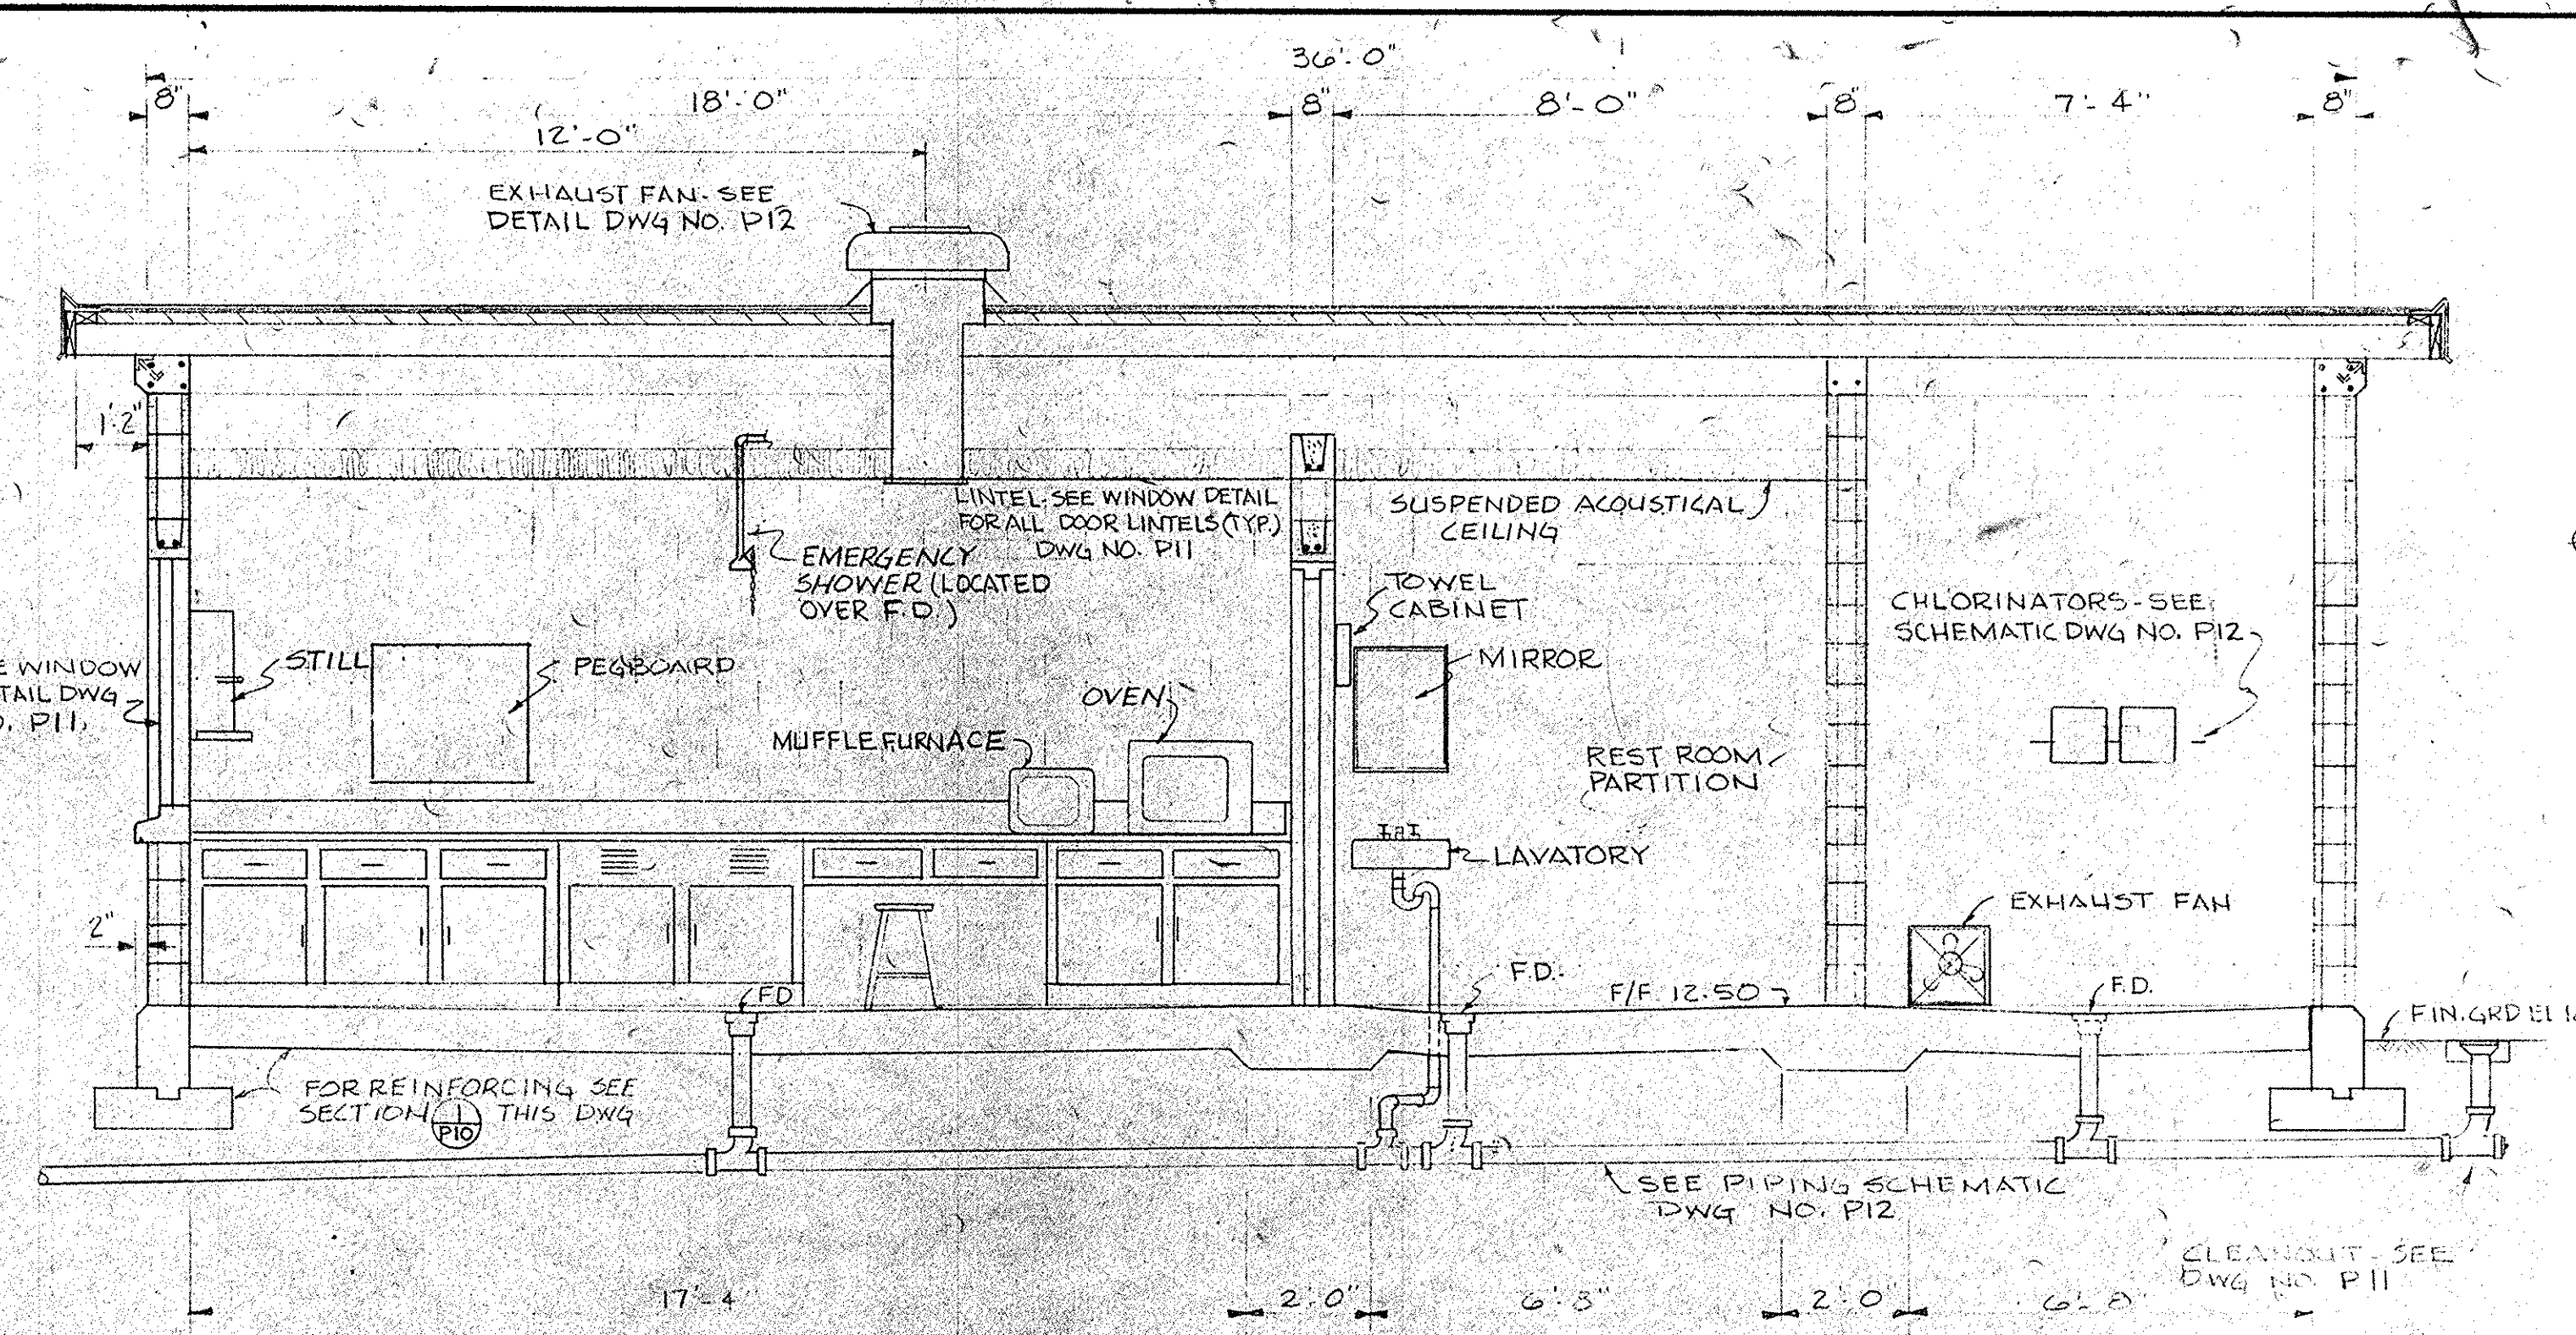 36'-0"
8" 18'-0" 8" 8'-0" 8" 7'-4" 8"
12'-0"
EXHAUST FAN-SEE
DETAIL DWG NO. P12
1'-2"
LINTEL-SEE WINDOW DETAIL
FOR ALL DOOR LINTELS (TYP.)
DWG NO. P11
SUSPENDED ACOUSTICAL
CEILING
EMERGENCY
SHOWER (LOCATED
OVER F.D.)
TOWEL
CABINET
CHLORINATORS-SEE
SCHEMATIC DWG NO. P12
WINDOW
DWG
P11.
STILL
PEGBOARD
MIRROR
OVEN
MUFFLE FURNACE
REST ROOM
PARTITION
LAVATORY
EXHAUST FAN
2"
FD
F.D.
F/F 12.50
F.D.
FIN. GRD EL
FOR REINFORCING SEE
SECTION 1 THIS DWG
P10
SEE PIPING SCHEMATIC
DWG NO. P12
CLEANOUT-SEE
DWG NO. P11
17'-4" 2'-0" 6'-8" 2'-0" 6'-8"